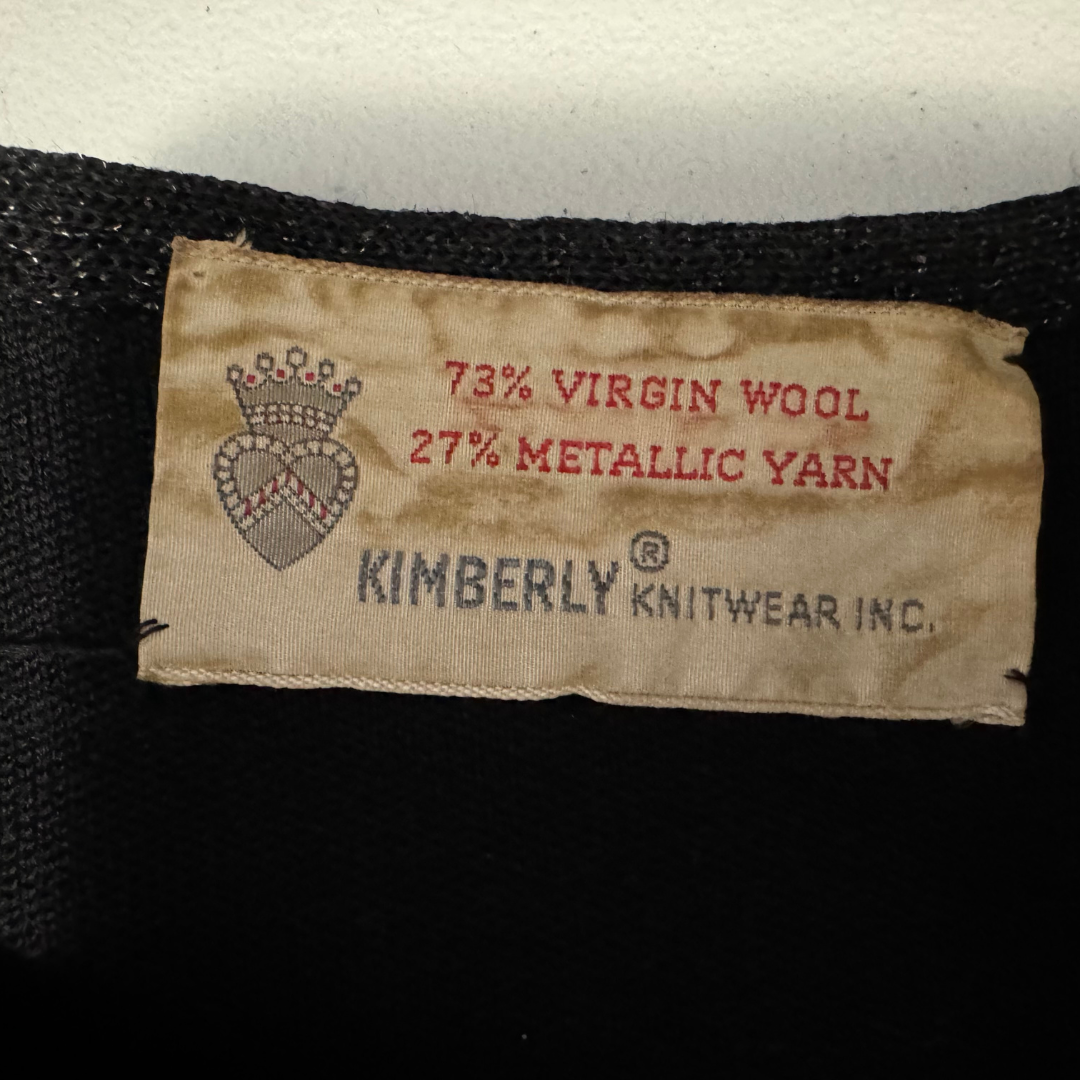 73% VIRGIN WOOL
27% METALLIC YARN
KIMBERLY® KNITWEAR INC.